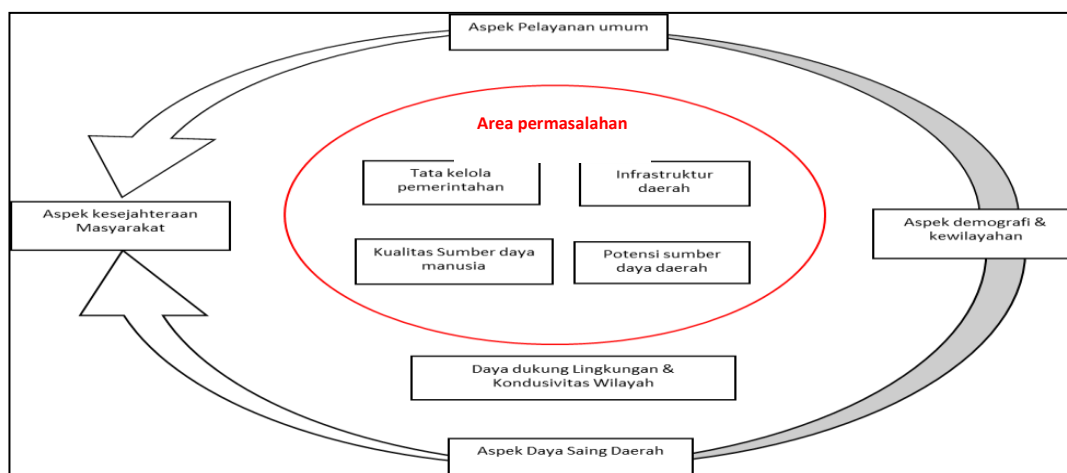 Aspek Pelayanan umum
Area permasalahan
Tata kelola
pemerintahan
Infrastruktur
daerah
Aspek kesejahteraan
Masyarakat
Aspek demografi &
kewilayahan
Kualitas Sumber daya
manusia
Potensi sumber
daya daerah
Daya dukung Lingkungan &
Kondusivitas Wilayah
Aspek Daya Saing Daerah